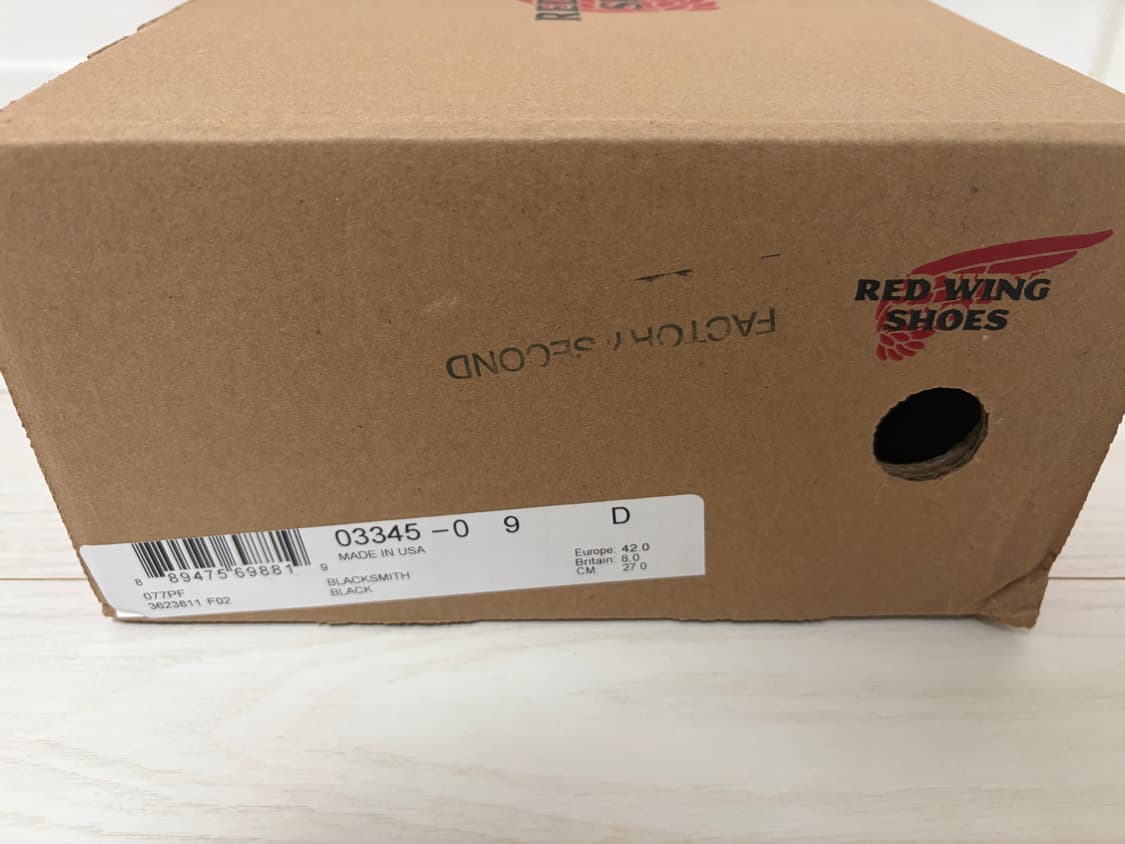 RED WING
SHOES
FACTORY SECOND
03345-0 9 D
MADE IN USA
8 89475 69881 9
BLACKSMITH
BLACK
077PF
3623811 F02
Europe: 42.0
Britain: 8.0
CM: 27.0